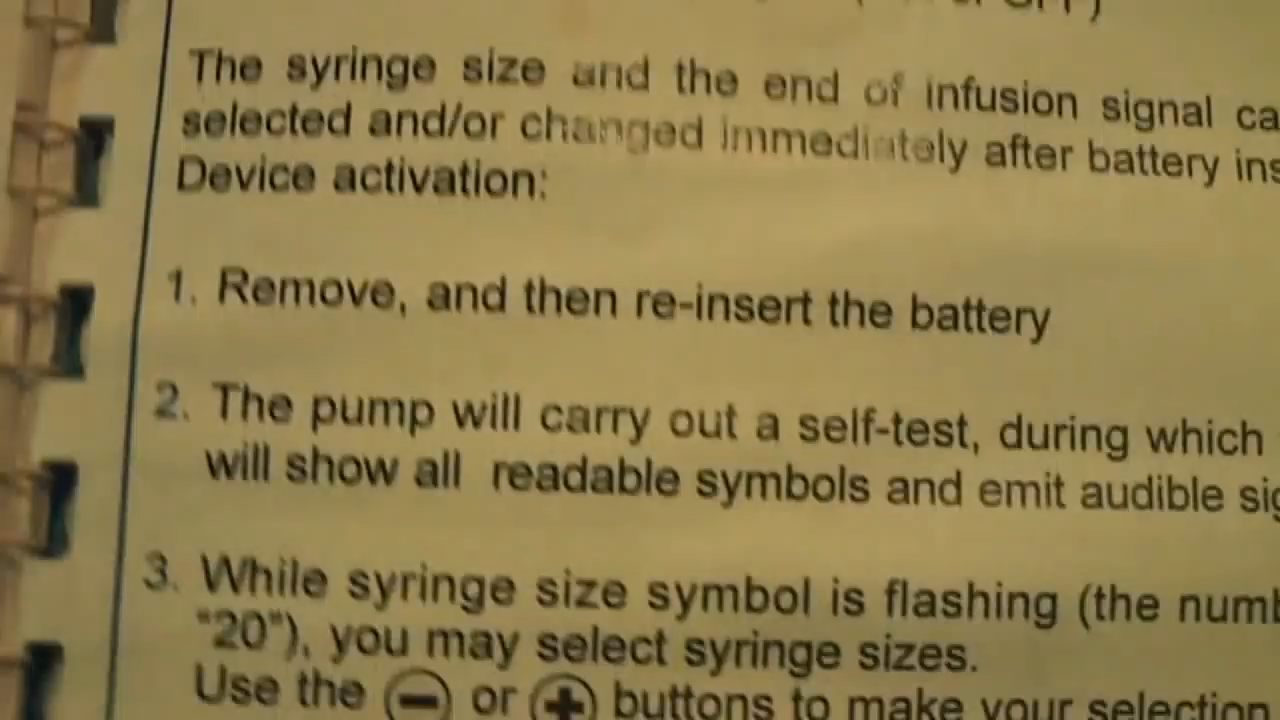 The syringe size and the end of infusion signal ca
selected and/or changed immediately after battery ins
Device activation:
1. Remove, and then re-insert the battery
2. The pump will carry out a self-test, during which
will show all readable symbols and emit audible sig
3. While syringe size symbol is flashing (the numb
"20"), you may select syringe sizes.
Use the - or + buttons to make your selection